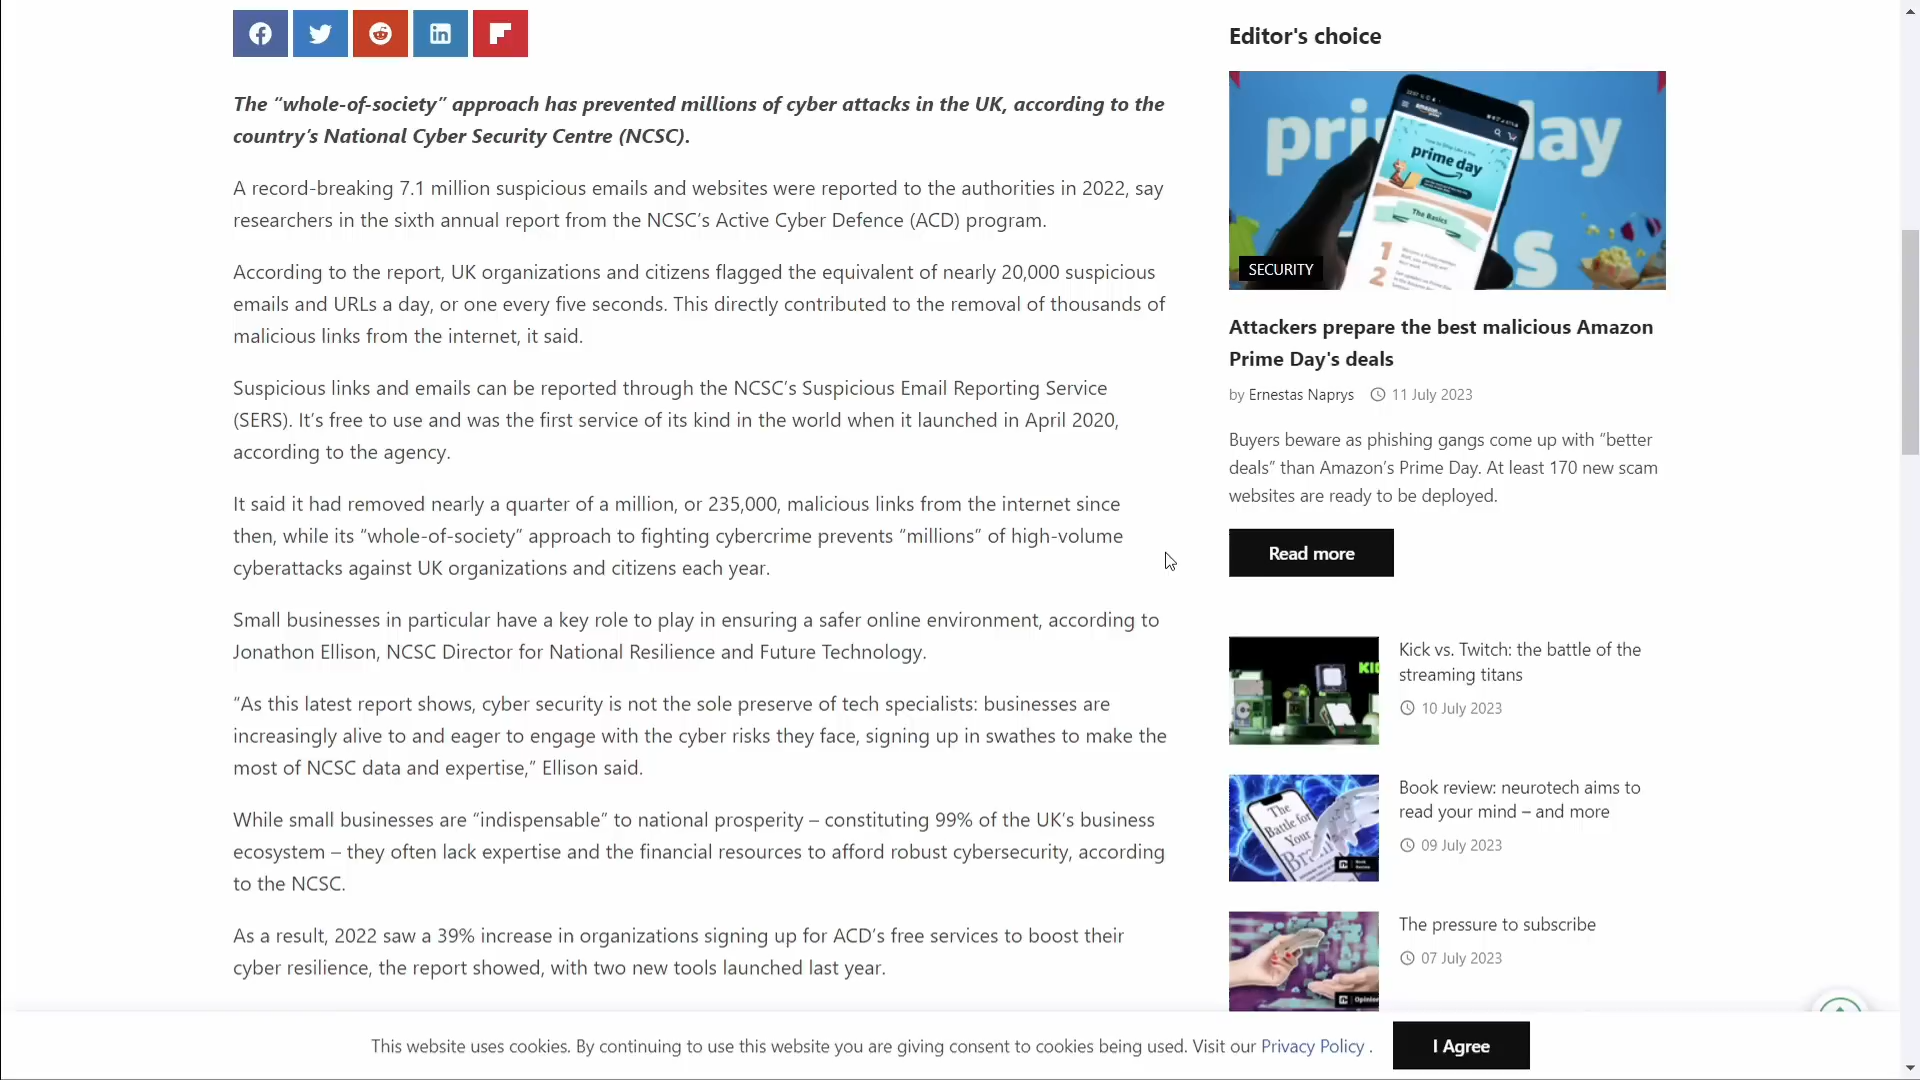 The “whole-of-society” approach has prevented millions of cyber attacks in the UK, according to the
country’s National Cyber Security Centre (NCSC).
A record-breaking 7.1 million suspicious emails and websites were reported to the authorities in 2022, say
researchers in the sixth annual report from the NCSC’s Active Cyber Defence (ACD) program.
According to the report, UK organizations and citizens flagged the equivalent of nearly 20,000 suspicious
emails and URLs a day, or one every five seconds. This directly contributed to the removal of thousands of
malicious links from the internet, it said.
Suspicious links and emails can be reported through the NCSC’s Suspicious Email Reporting Service
(SERS). It’s free to use and was the first service of its kind in the world when it launched in April 2020,
according to the agency.
It said it had removed nearly a quarter of a million, or 235,000, malicious links from the internet since
then, while its “whole-of-society” approach to fighting cybercrime prevents “millions” of high-volume
cyberattacks against UK organizations and citizens each year.
Small businesses in particular have a key role to play in ensuring a safer online environment, according to
Jonathon Ellison, NCSC Director for National Resilience and Future Technology.
“As this latest report shows, cyber security is not the sole preserve of tech specialists: businesses are
increasingly alive to and eager to engage with the cyber risks they face, signing up in swathes to make the
most of NCSC data and expertise,” Ellison said.
While small businesses are “indispensable” to national prosperity – constituting 99% of the UK’s business
ecosystem – they often lack expertise and the financial resources to afford robust cybersecurity, according
to the NCSC.
As a result, 2022 saw a 39% increase in organizations signing up for ACD’s free services to boost their
cyber resilience, the report showed, with two new tools launched last year.
Editor's choice
prime day
The Basics
1
2
SECURITY
Attackers prepare the best malicious Amazon
Prime Day's deals
by Ernestas Naprys 11 July 2023
Buyers beware as phishing gangs come up with “better
deals” than Amazon’s Prime Day. At least 170 new scam
websites are ready to be deployed.
Read more
Kick vs. Twitch: the battle of the
streaming titans
10 July 2023
The
Battle for
Your
Book review: neurotech aims to
read your mind – and more
09 July 2023
Opinion
The pressure to subscribe
07 July 2023
This website uses cookies. By continuing to use this website you are giving consent to cookies being used. Visit our Privacy Policy .
I Agree